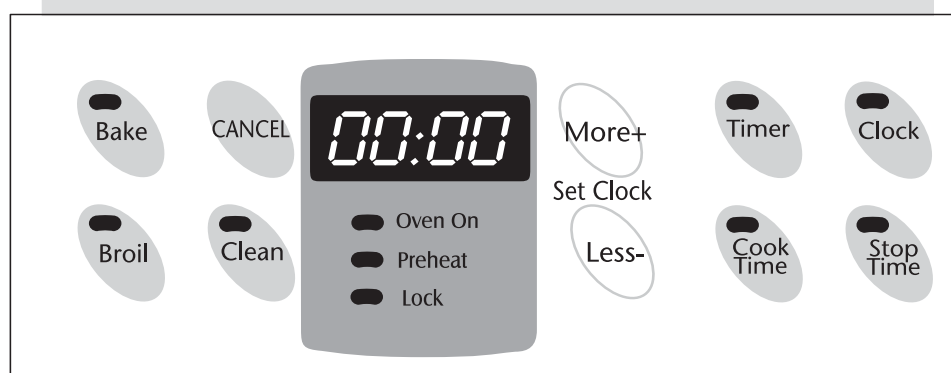 Bake
CANCEL
00:00
More+
Timer
Clock
Set Clock
Broil
Clean
Oven On
Preheat
Lock
Less-
Cook
Time
Stop
Time